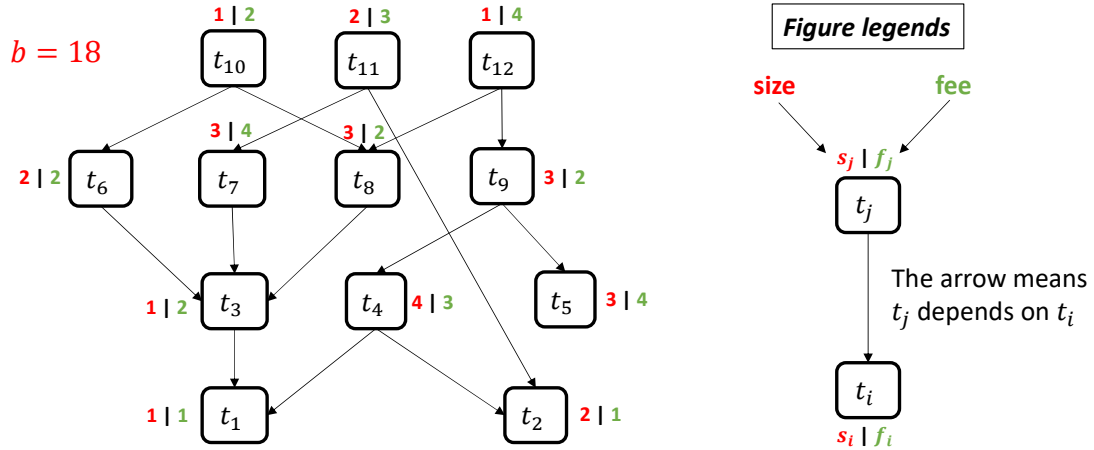 b = 18
1 | 2
2 | 3
1 | 4
t₁₀
t₁₁
t₁₂
3 | 4
3 | 2
2 | 2
t₆
t₇
t₈
t₉
3 | 2
1 | 2
t₃
t₄
4 | 3
t₅
3 | 4
1 | 1
t₁
t₂
2 | 1
Figure legends
size
fee
sⱼ | fⱼ
tⱼ
The arrow means
tⱼ depends on tᵢ
tᵢ
sᵢ | fᵢ